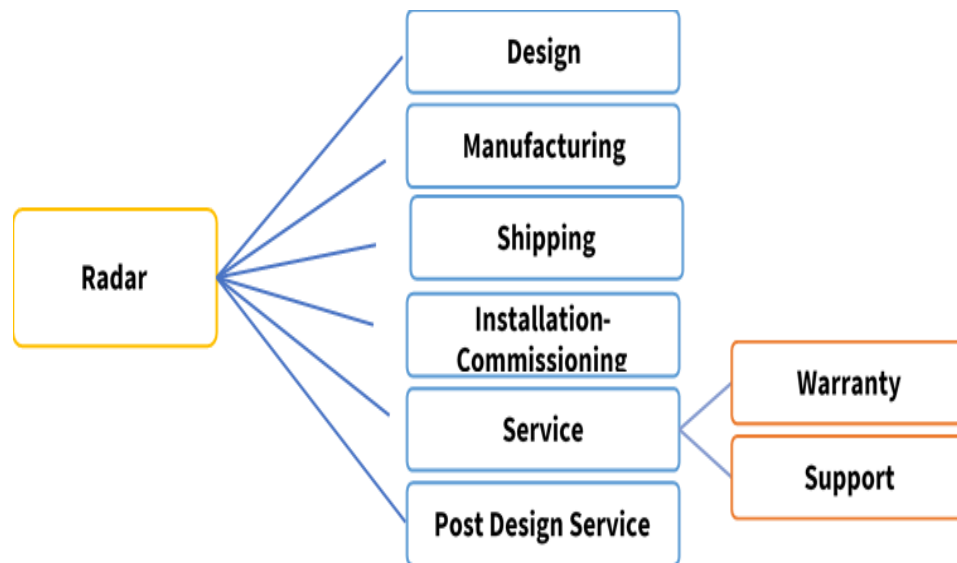 Design
Manufacturing
Shipping
Radar
Installation-
Commissioning
Warranty
Service
Support
Post Design Service